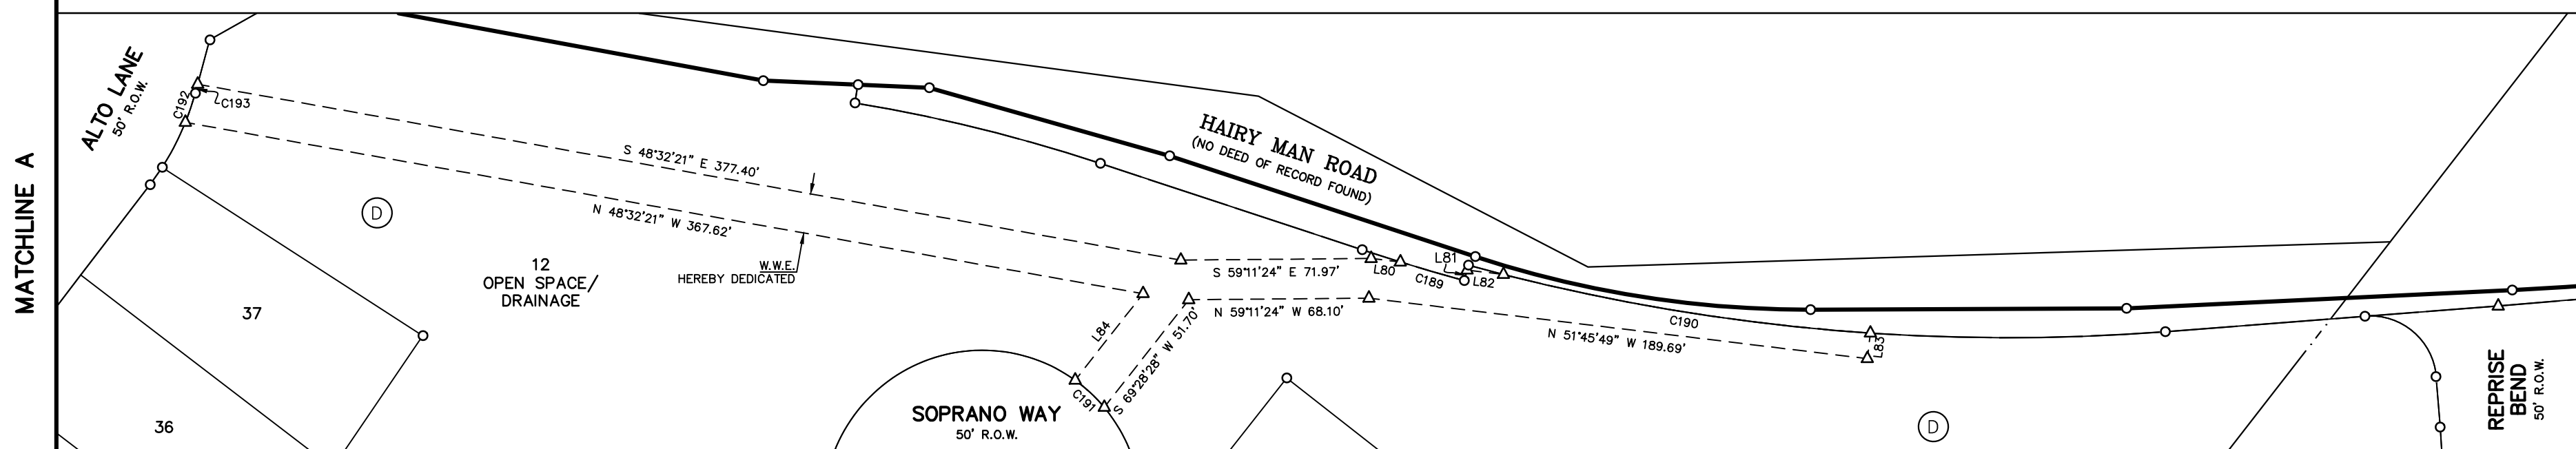 MATCHLINE A
ALTO LANE
50' R.O.W.
C192
C193
S 48°32'21" E 377.40'
N 48°32'21" W 367.62'
D
12
OPEN SPACE/
DRAINAGE
W.W.E.
HEREBY DEDICATED
37
36
HAIRY MAN ROAD
(NO DEED OF RECORD FOUND)
S 59°11'24" E 71.97'
L80
C189
L81
L82
N 59°11'24" W 68.10'
C190
N 51°45'49" W 189.69'
L83
L84
S 69°28'28" W 51.70'
C191
SOPRANO WAY
50' R.O.W.
D
REPRISE
BEND
50' R.O.W.